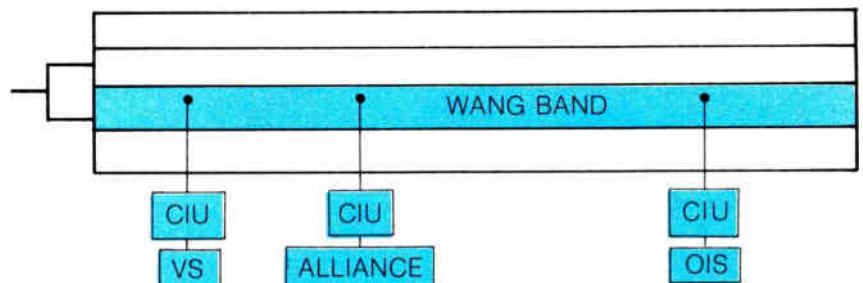 WANG BAND
CIU
CIU
CIU
VS
ALLIANCE
OIS